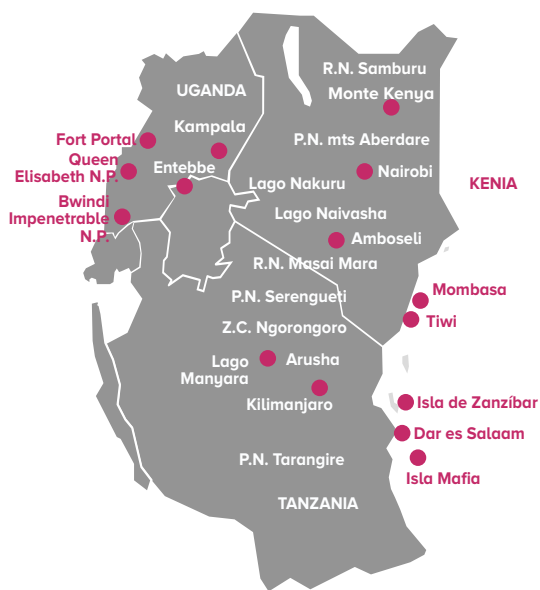 R.N. Samburu
UGANDA
Monte Kenya
Kampala
Fort Portal
P.N. mts Aberdare
Queen
Elisabeth N.P.
Entebbe
Nairobi
Lago Nakuru
KENIA
Bwindi
Impenetrable
N.P.
Lago Naivasha
Amboseli
R.N. Masai Mara
P.N. Serengueti
Mombasa
Tiwi
Z.C. Ngorongoro
Lago
Manyara
Arusha
Kilimanjaro
Isla de Zanzíbar
Dar es Salaam
P.N. Tarangire
Isla Mafia
TANZANIA